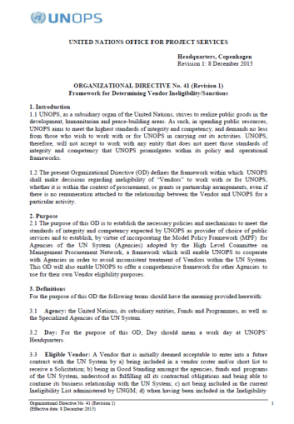 UNOPS
UNITED NATIONS OFFICE FOR PROJECT SERVICES
Headquarters, Copenhagen
Revision 1: 8 December 2015
ORGANIZATIONAL DIRECTIVE No. 41 (Revision 1)
Framework for Determining Vendor Ineligibility/Sanctions
1. Introduction
1.1 UNOPS, as a subsidiary organ of the United Nations, strives to realize public goods in the
development, humanitarian and peace-building areas. As such, in spending public resources,
UNOPS aims to meet the highest standards of integrity and competency, and demands no less
from those who wish to work with or for UNOPS in carrying out its activities. UNOPS,
therefore, will not accept to work with any entity that does not meet those standards of
integrity and competency that UNOPS promulgates within its policy and operational
frameworks.
1.2 The present Organizational Directive (OD) defines the framework within which UNOPS
shall make decisions regarding ineligibility of "Vendors" to work with or for UNOPS,
whether it is within the context of procurement, or grants or partnership arrangements, even if
there is no remuneration attached to the relationship between the Vendor and UNOPS for a
particular activity.
2. Purpose
2.1 The purpose of this OD is to establish the necessary policies and mechanisms to meet the
standards of integrity and competency expected by UNOPS as provider of choice of public
services and to establish, by virtue of incorporating the Model Policy Framework (MPF) for
Agencies of the UN System (Agencies) adopted by the High Level Committee on
Management Procurement Network, a framework which will enable UNOPS to cooperate
with Agencies in order to avoid inconsistent treatment of Vendors within the UN System.
This OD will also enable UNOPS to offer a comprehensive framework for other Agencies to
use for their own Vendor eligibility purposes.
3. Definitions
For the purpose of this OD the following terms should have the meaning provided herewith:
3.1 Agency: the United Nations, its subsidiary entities, Funds and Programmes, as well as
the Specialized Agencies of the UN System.
3.2 Day: For the purpose of this OD, Day should mean a work day at UNOPS'
Headquarters.
3.3 Eligible Vendor: A Vendor that is initially deemed acceptable to enter into a future
contract with the UN System by a) being included in a vendor roster and/or short list to
receive a Solicitation; b) being in Good Standing amongst the agencies, funds and programs
of UN System, understood as fulfilling all its contractual obligations and being able to
continue its business relationship with the UN System; c) not being included in the current
Ineligibility List administered by UNGM; d) when having been included in the Ineligibility
Organizational Directive No. 41 (Revision 2) 1
(Effective date: 8 December 2015)